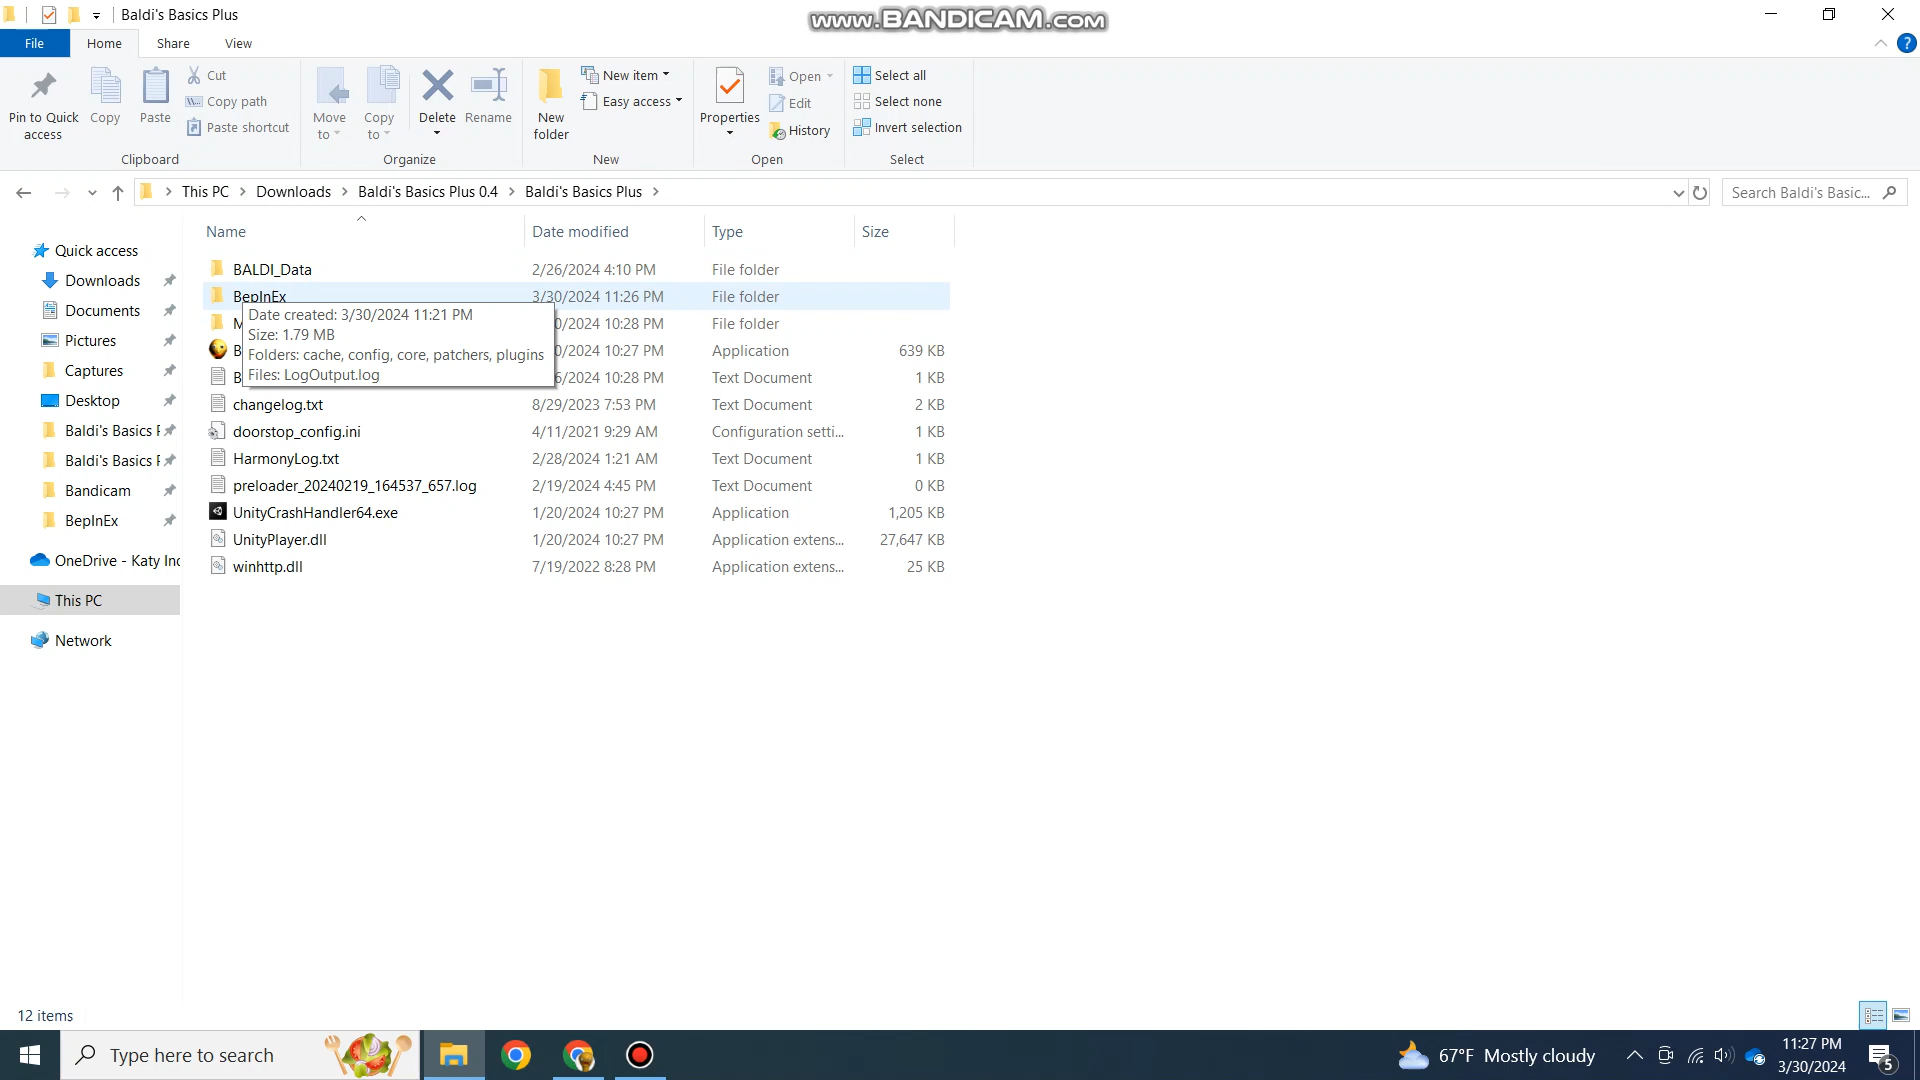 Baldi's Basics Plus
www.BANDICAM.com
File Home Share View
Pin to Quick access
Copy
Paste
Cut
Copy path
Paste shortcut
Clipboard
Move to
Copy to
Delete
Rename
Organize
New folder
New item
Easy access
New
Properties
Open
Edit
History
Open
Select all
Select none
Invert selection
Select
This PC Downloads Baldi's Basics Plus 0.4 Baldi's Basics Plus
Search Baldi's Basic...
Name Date modified Type Size
Quick access
Downloads
Documents
Pictures
Captures
Desktop
Baldi's Basics
Baldi's Basics
Bandicam
BepInEx
OneDrive - Katy Inc
This PC
Network
BALDI_Data 2/26/2024 4:10 PM File folder
BepInEx 3/30/2024 11:26 PM File folder
Date created: 3/30/2024 11:21 PM
Size: 1.79 MB
Folders: cache, config, core, patchers, plugins
Files: LogOutput.log
10:28 PM File folder
10:27 PM Application 639 KB
10:28 PM Text Document 1 KB
changelog.txt 8/29/2023 7:53 PM Text Document 2 KB
doorstop_config.ini 4/11/2021 9:29 AM Configuration setti... 1 KB
HarmonyLog.txt 2/28/2024 1:21 AM Text Document 1 KB
preloader_20240219_164537_657.log 2/19/2024 4:45 PM Text Document 0 KB
UnityCrashHandler64.exe 1/20/2024 10:27 PM Application 1,205 KB
UnityPlayer.dll 1/20/2024 10:27 PM Application extens... 27,647 KB
winhttp.dll 7/19/2022 8:28 PM Application extens... 25 KB
12 items
Type here to search
67°F Mostly cloudy
11:27 PM
3/30/2024
5